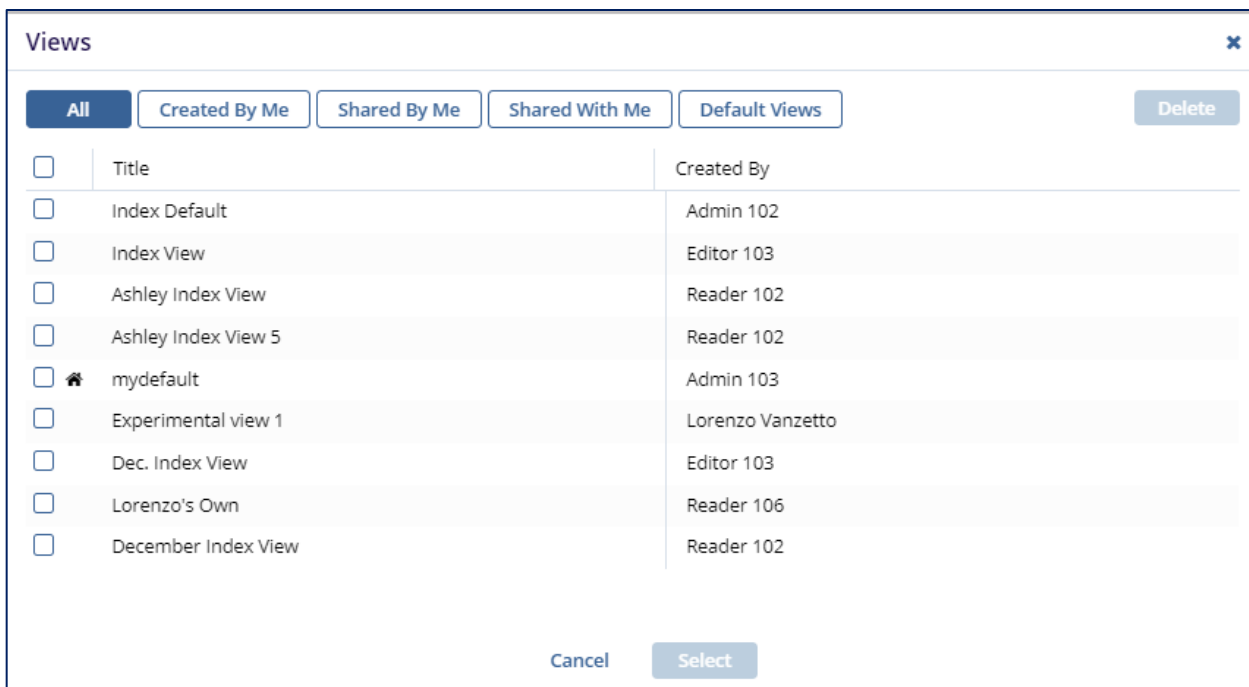 Views
All Created By Me Shared By Me Shared With Me Default Views Delete
Title Created By
Index Default Admin 102
Index View Editor 103
Ashley Index View Reader 102
Ashley Index View 5 Reader 102
mydefault Admin 103
Experimental view 1 Lorenzo Vanzetto
Dec. Index View Editor 103
Lorenzo's Own Reader 106
December Index View Reader 102
Cancel Select